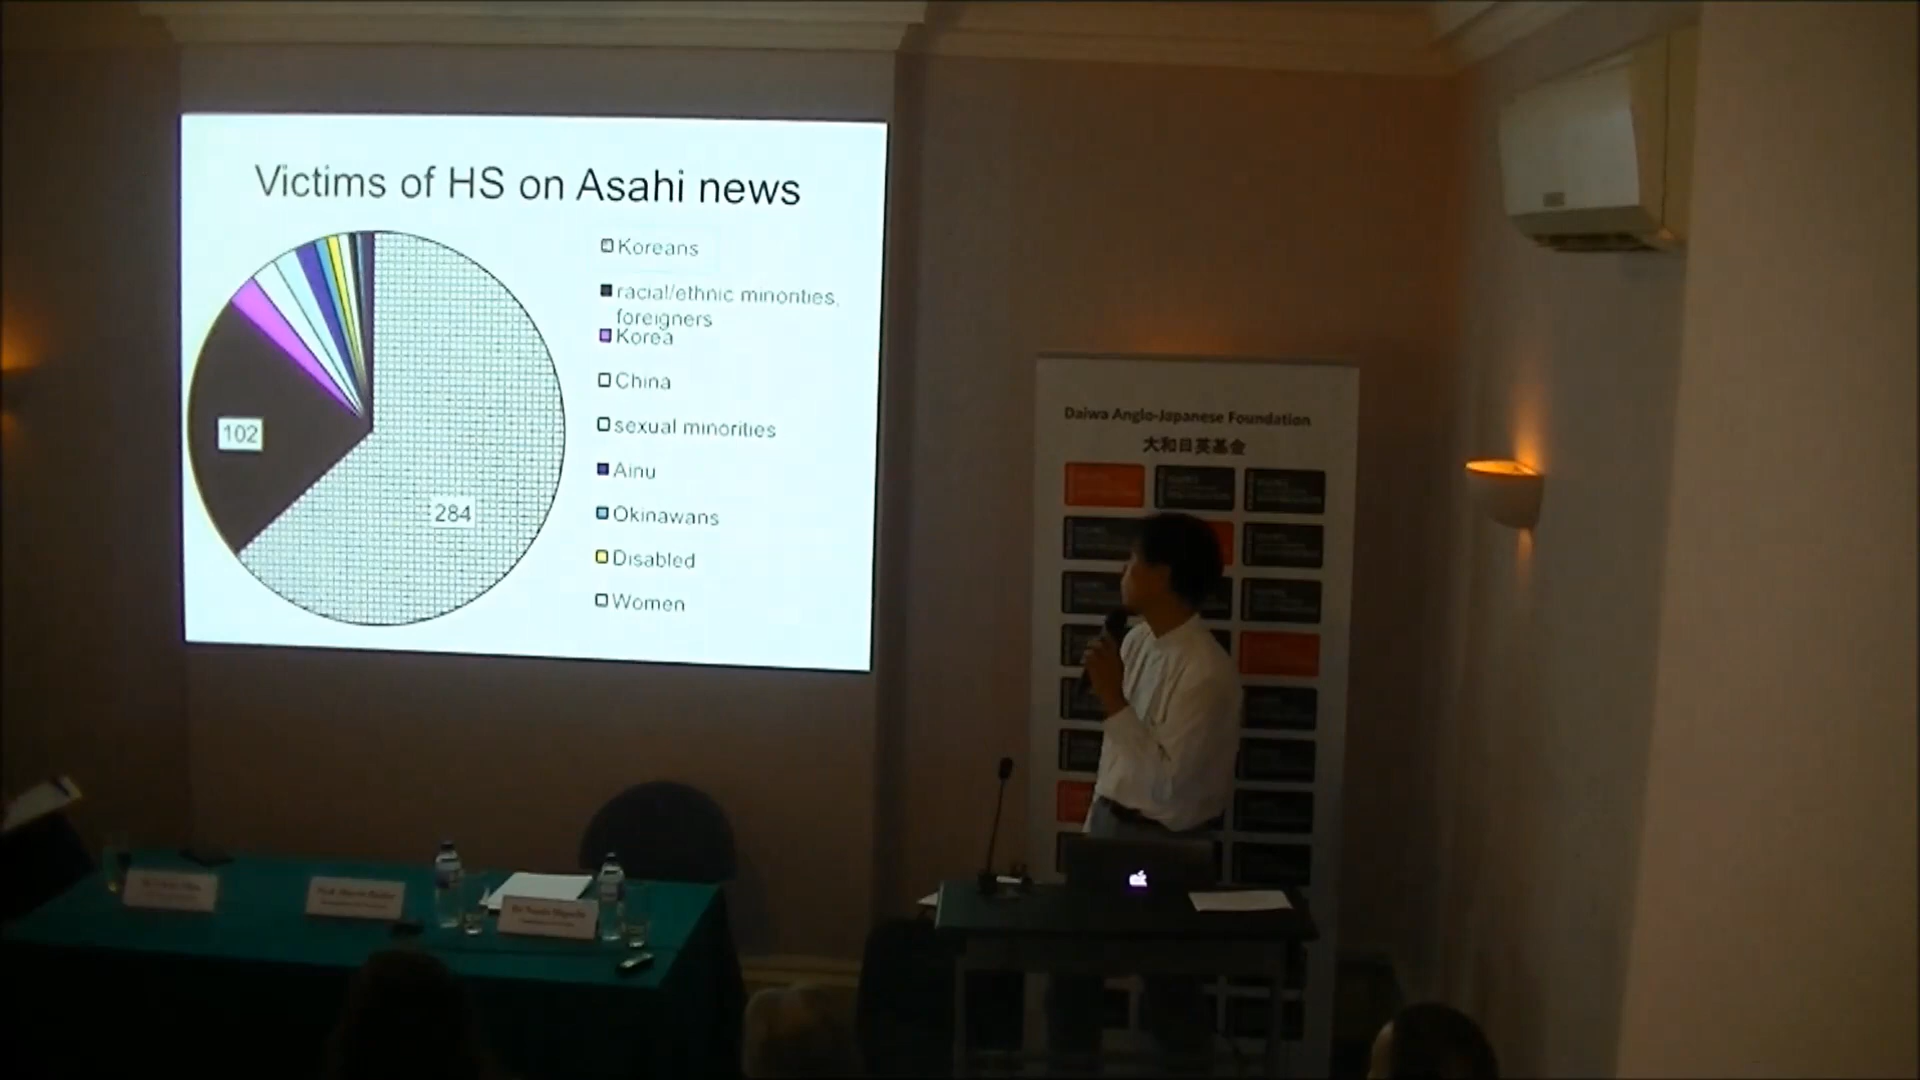 Victims of HS on Asahi news
102
284
Koreans
racial/ethnic minorities,
foreigners
Korea
China
sexual minorities
Ainu
Okinawans
Disabled
Women
Daiwa Anglo-Japanese Foundation
大和日英基金